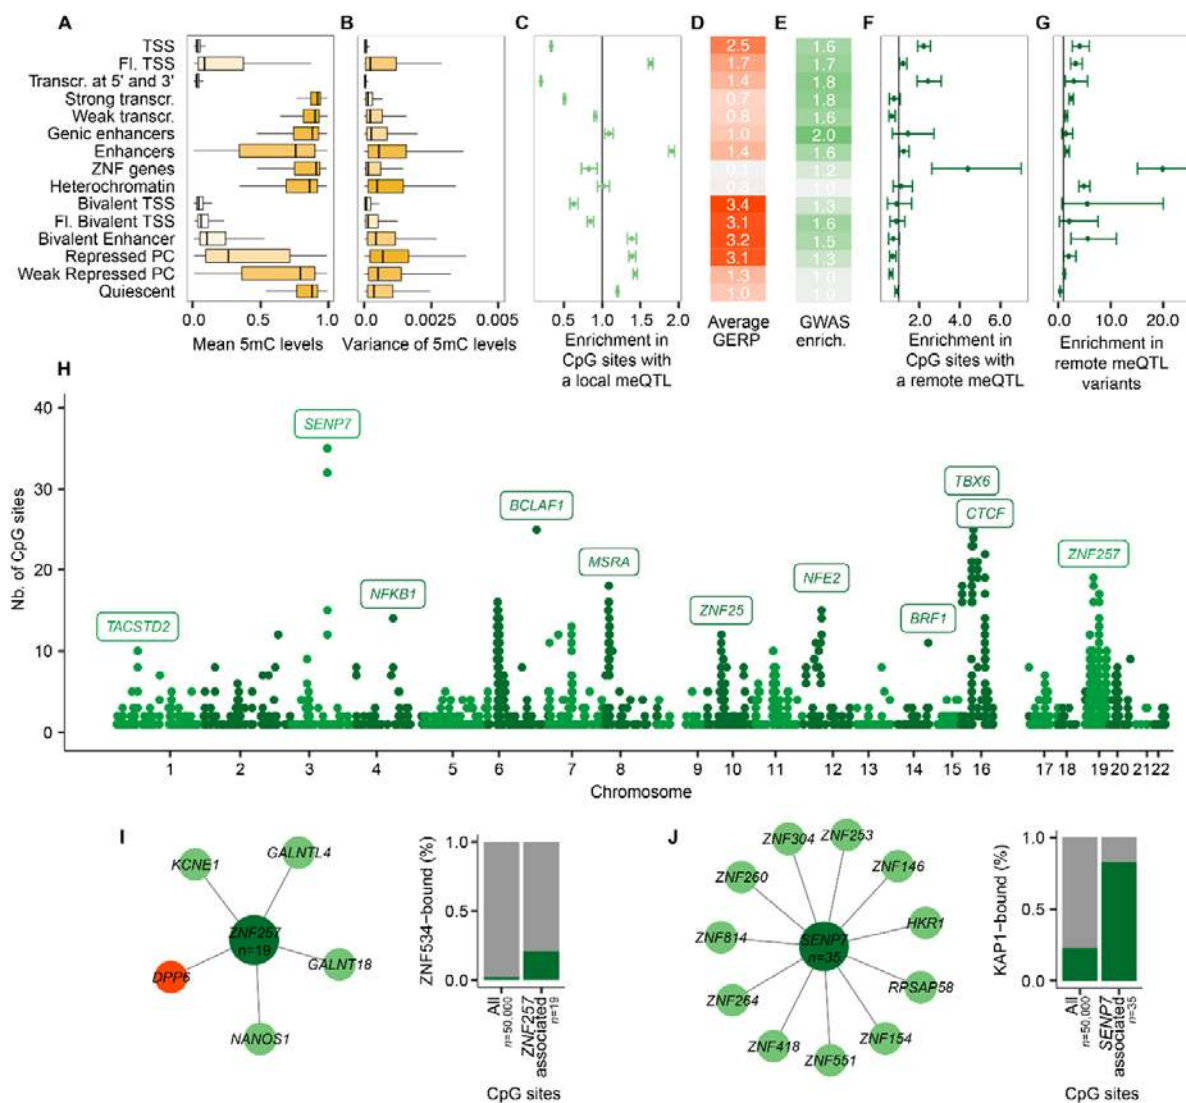 A
B
C
D
E
F
G
TSS
Fl. TSS
Transcr. at 5' and 3'
Strong transcr.
Weak transcr.
Genic enhancers
Enhancers
ZNF genes
Heterochromatin
Bivalent TSS
Fl. Bivalent TSS
Bivalent Enhancer
Repressed PC
Weak Repressed PC
Quiescent
2.5
1.7
1.4
0.7
0.8
1.0
1.4
0.1
0.3
3.4
3.1
3.2
3.1
1.3
1.0
1.6
1.7
1.8
1.8
1.6
2.0
1.6
1.2
1.0
1.3
1.6
1.5
1.3
1.0
1.0
0.0 0.5 1.0
Mean 5mC levels
0 0.0025 0.005
Variance of 5mC levels
0.5 1.0 1.5 2.0
Enrichment in
CpG sites with
a local meQTL
Average
GERP
GWAS
enrich.
2.0 4.0 6.0
Enrichment in
CpG sites with
a remote meQTL
0.0 10.0 20.0
Enrichment in
remote meQTL
variants
H
Nb. of CpG sites
40
30
20
10
0
SENP7
BCLAF1
TBX6
CTCF
MSRA
NFE2
ZNF257
NFKB1
ZNF25
BRF1
TACSTD2
1 2 3 4 5 6 7 8 9 10 11 12 13 14 15 16 17 18 19 20 21 22
Chromosome
I
KCNE1
GALNTL4
ZNF257
n=19
DPP6
GALNT18
NANOS1
ZNF534-bound (%)
1.0
0.5
0.0
All
n=50,000
ZNF257
associated
n=19
CpG sites
J
ZNF304
ZNF253
ZNF260
ZNF146
ZNF814
SENP7
n=35
HKR1
ZNF264
RPSAP58
ZNF418
ZNF551
ZNF154
KAP1-bound (%)
1.0
0.5
0.0
All
n=50,000
SENP7
associated
n=35
CpG sites